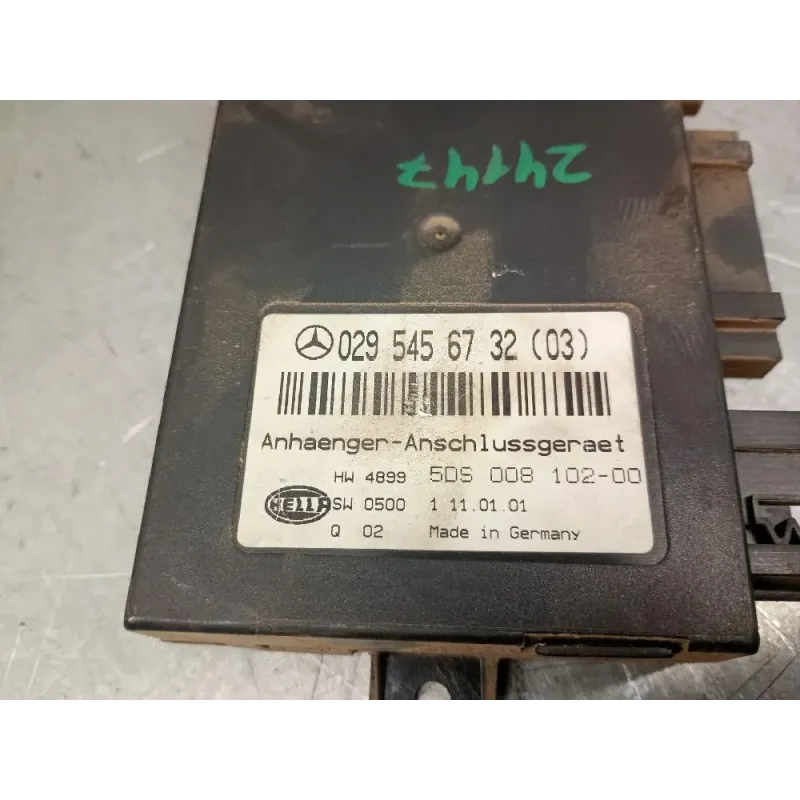 24147
029 545 67 32 (03)
Anhaenger-Anschlussgeraet
HW 4899 5DS 008 102-00
HELLA SW 0500 1 11.01.01
Q 02 Made in Germany